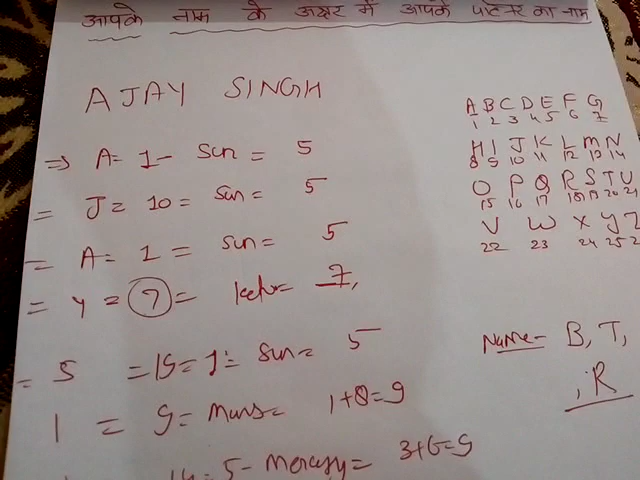 आपके नाम के अक्षर में आपके पार्टनर का नाम
AJAY SINGH
⇒ A= 1- Sun = 5
= J= 10 = Sun = 5
= A= 1 = Sun= 5
= Y = 7 = ketu= 7,
= S =19= 1= Sun= 5
I = 9= Mars= 1+8=9
14= 5- Mercury= 3+6=9
A B C D E F G
1 2 3 4 5 6 7
H I J K L M N
8 9 10 11 12 13 14
O P Q R S T U
15 16 17 18 19 20 21
V W X Y Z
22 23 24 25 2
Name- B, T,
, R